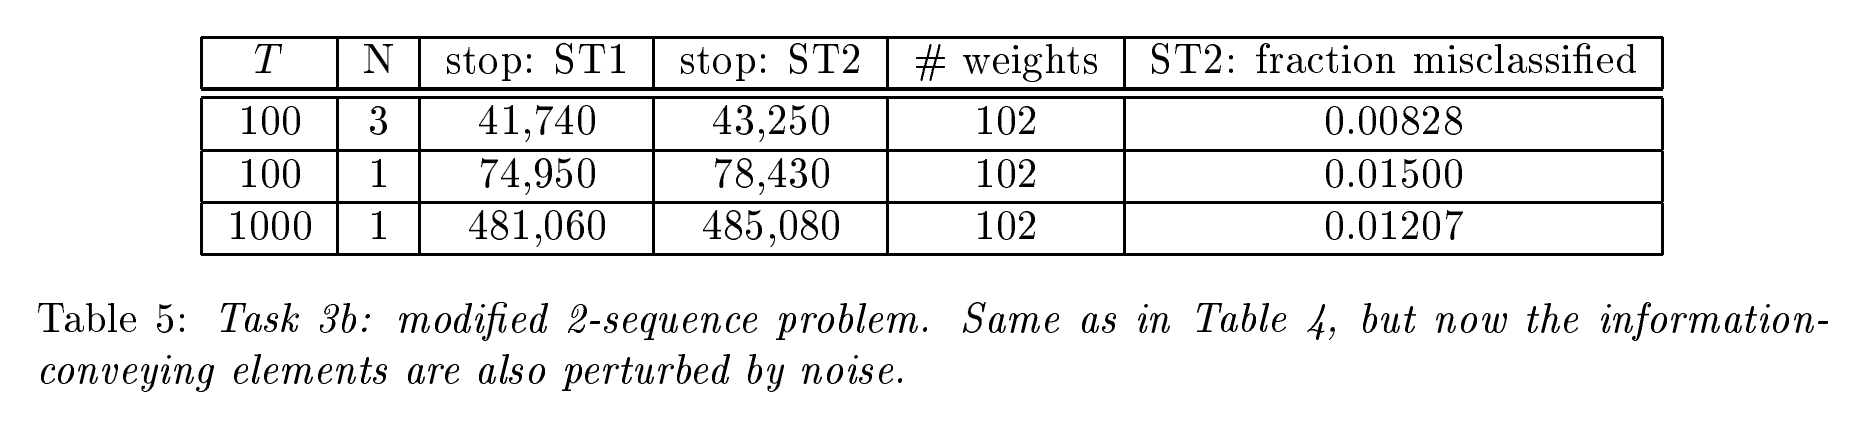 T N stop: ST1 stop: ST2 # weights ST2: fraction misclassified
100 3 41,740 43,250 102 0.00828
100 1 74,950 78,430 102 0.01500
1000 1 481,060 485,080 102 0.01207
Table 5: Task 3b: modified 2-sequence problem. Same as in Table 4, but now the information-
conveying elements are also perturbed by noise.